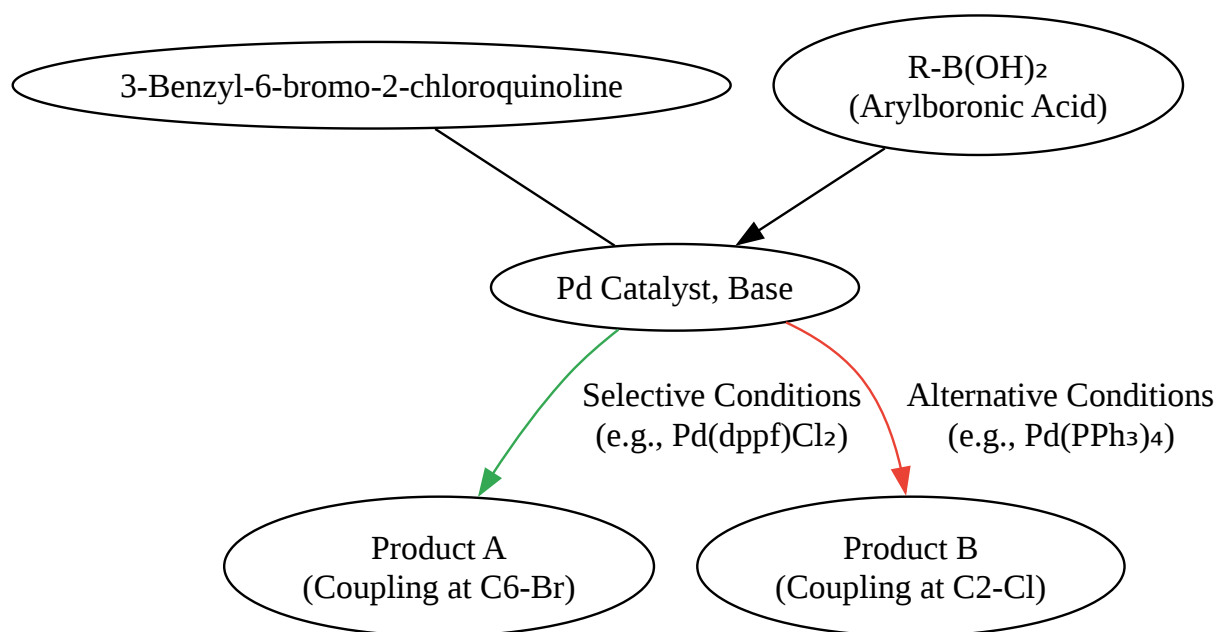 3-Benzyl-6-bromo-2-chloroquinoline
R-B(OH)₂
(Arylboronic Acid)
Pd Catalyst, Base
Selective Conditions
(e.g., Pd(dppf)Cl₂)
Alternative Conditions
(e.g., Pd(PPh₃)₄)
Product A
(Coupling at C6-Br)
Product B
(Coupling at C2-Cl)